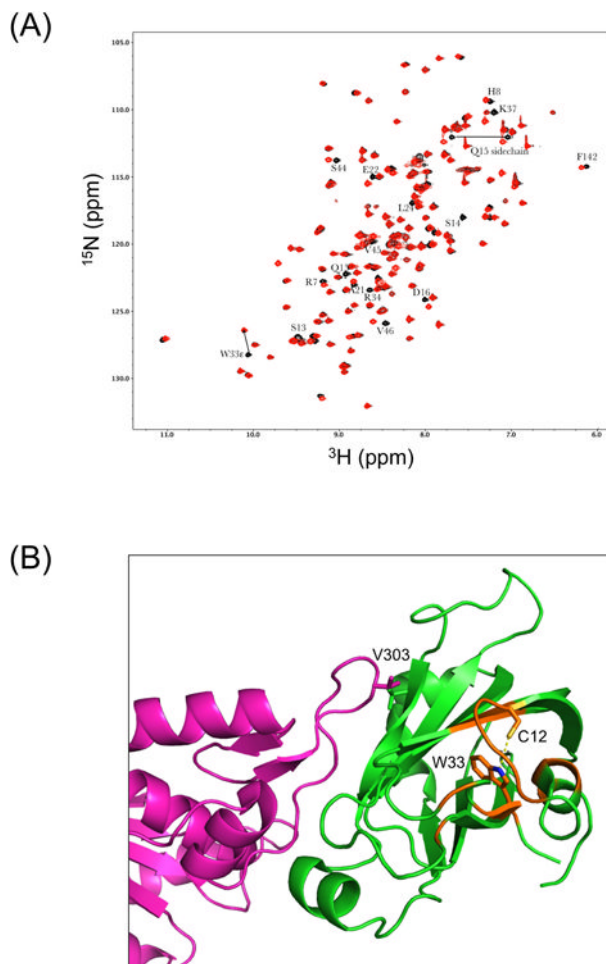 (A)
105.0
110.0
115.0
120.0
125.0
130.0
¹⁵N (ppm)
H8
K37
Q15 sidechain
F142
S44
E22
L24
S14
V45
Q15
R7
A21
R34
D16
S13
V46
W33ε
11.0 10.0 9.0 8.0 7.0 6.0
³H (ppm)
(B)
V303
C12
W33